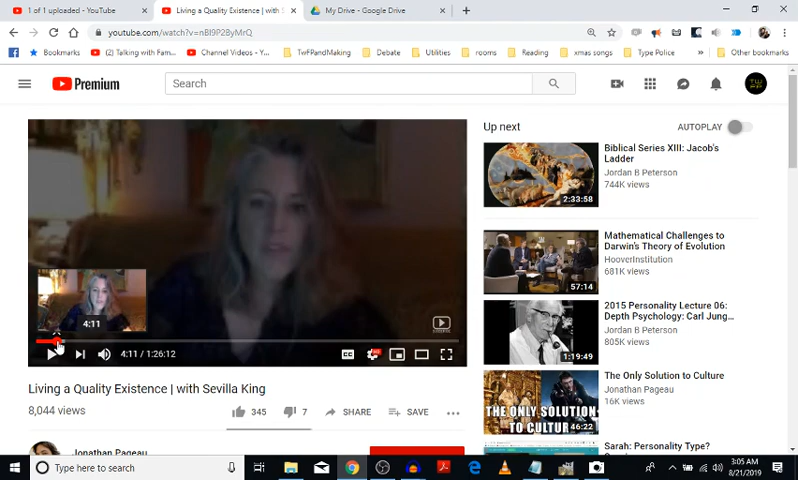 1 of 1 uploaded - YouTube
Living a Quality Existence | with S
My Drive - Google Drive
youtube.com/watch?v=nBl9P2ByMrQ
Bookmarks
(2) Talking with Fam...
Channel Videos - Y...
TwFPandMaking
Debate
Utilities
rooms
Reading
xmas songs
Type Police
Other bookmarks
Premium
Search
Up next
AUTOPLAY
Biblical Series XIII: Jacob's
Ladder
Jordan B Peterson
744K views
2:33:58
Mathematical Challenges to
Darwin's Theory of Evolution
HooverInstitution
681K views
57:14
2015 Personality Lecture 06:
Depth Psychology: Carl Jung...
Jordan B Peterson
805K views
1:19:49
The Only Solution to Culture
Jonathan Pageau
16K views
THE ONLY SOLUTION
TO CULTUR
46:22
Sarah: Personality Type?
4:11
4:11 / 1:26:12
CC
Living a Quality Existence | with Sevilla King
8,044 views
345
7
SHARE
SAVE
Jonathan Pageau
Type here to search
3:05 AM
8/21/2019